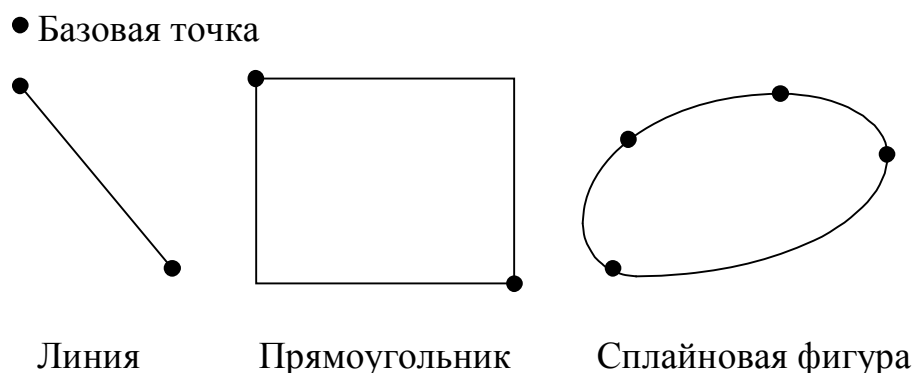 Базовая точка
Линия Прямоугольник Сплайновая фигура